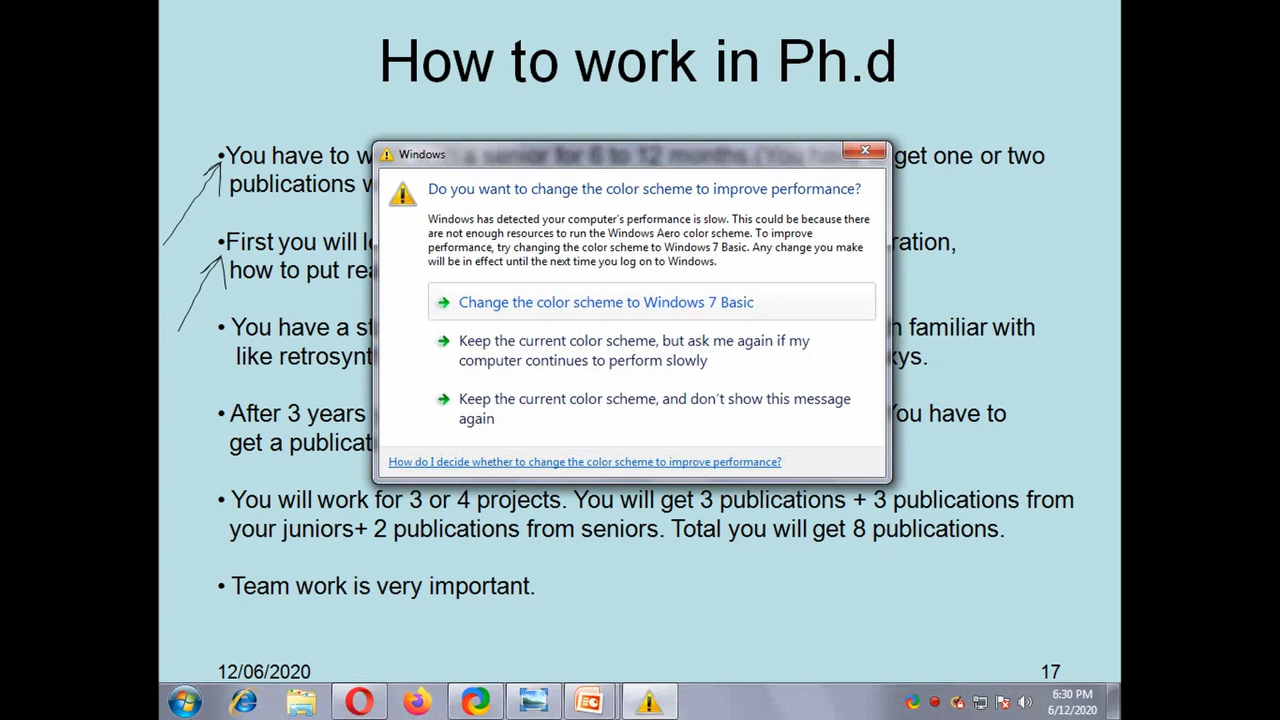 How to work in Ph.d
•You have to get one or two
publications
Windows
Do you want to change the color scheme to improve performance?
Windows has detected your computer's performance is slow. This could be because there
are not enough resources to run the Windows Aero color scheme. To improve
performance, try changing the color scheme to Windows 7 Basic. Any change you make
will be in effect until the next time you log on to Windows.
Change the color scheme to Windows 7 Basic
Keep the current color scheme, but ask me again if my
computer continues to perform slowly
Keep the current color scheme, and don't show this message
again
How do I decide whether to change the color scheme to improve performance?
•First you will
how to put
• You have a familiar with
like
• After 3 years You have to
get a
• You will work for 3 or 4 projects. You will get 3 publications + 3 publications from
your juniors+ 2 publications from seniors. Total you will get 8 publications.
• Team work is very important.
12/06/2020
17
6:30 PM
6/12/2020